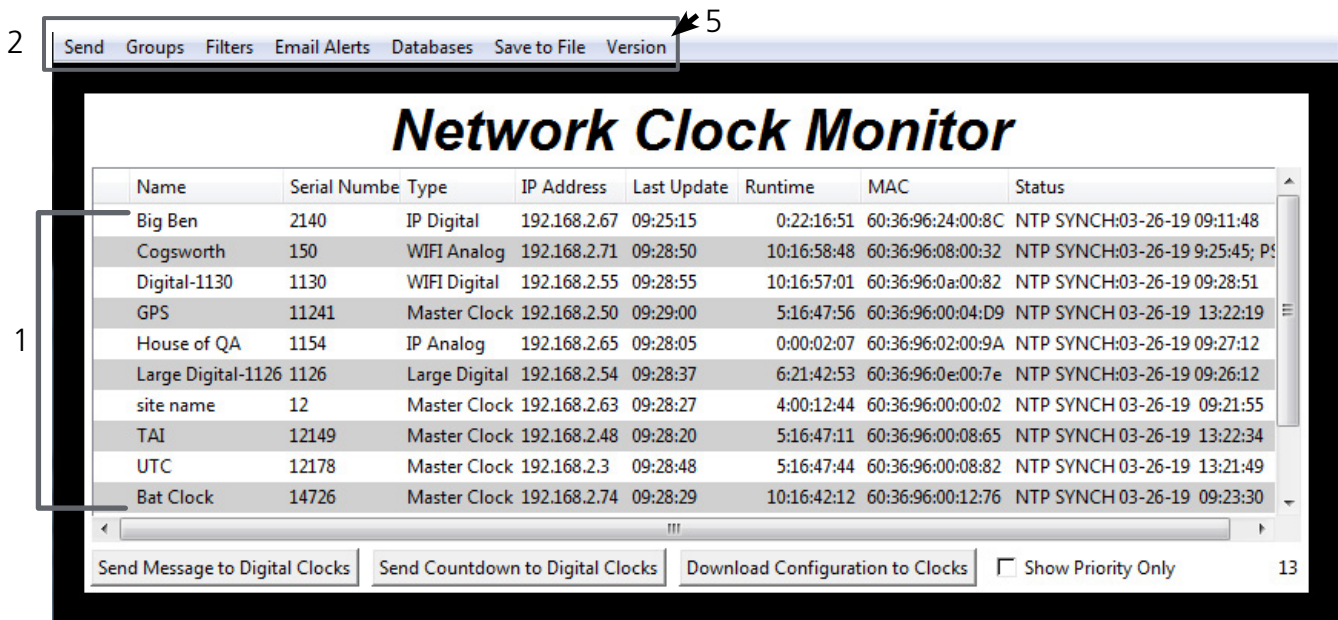 5
2
Send Groups Filters Email Alerts Databases Save to File Version
Network Clock Monitor
Name Serial Numbe Type IP Address Last Update Runtime MAC Status
Big Ben 2140 IP Digital 192.168.2.67 09:25:15 0:22:16:51 60:36:96:24:00:8C NTP SYNCH:03-26-19 09:11:48
Cogsworth 150 WIFI Analog 192.168.2.71 09:28:50 10:16:58:48 60:36:96:08:00:32 NTP SYNCH:03-26-19 9:25:45; PS
Digital-1130 1130 WIFI Digital 192.168.2.55 09:28:55 10:16:57:01 60:36:96:0a:00:82 NTP SYNCH:03-26-19 09:28:51
GPS 11241 Master Clock 192.168.2.50 09:29:00 5:16:47:56 60:36:96:00:04:D9 NTP SYNCH 03-26-19 13:22:19
1
House of QA 1154 IP Analog 192.168.2.65 09:28:05 0:00:02:07 60:36:96:02:00:9A NTP SYNCH:03-26-19 09:27:12
Large Digital-1126 1126 Large Digital 192.168.2.54 09:28:37 6:21:42:53 60:36:96:0e:00:7e NTP SYNCH:03-26-19 09:26:12
site name 12 Master Clock 192.168.2.63 09:28:27 4:00:12:44 60:36:96:00:00:02 NTP SYNCH 03-26-19 09:21:55
TAI 12149 Master Clock 192.168.2.48 09:28:20 5:16:47:11 60:36:96:00:08:65 NTP SYNCH 03-26-19 13:22:34
UTC 12178 Master Clock 192.168.2.3 09:28:48 5:16:47:44 60:36:96:00:08:82 NTP SYNCH 03-26-19 13:21:49
Bat Clock 14726 Master Clock 192.168.2.74 09:28:29 10:16:42:12 60:36:96:00:12:76 NTP SYNCH 03-26-19 09:23:30
Send Message to Digital Clocks Send Countdown to Digital Clocks Download Configuration to Clocks Show Priority Only 13